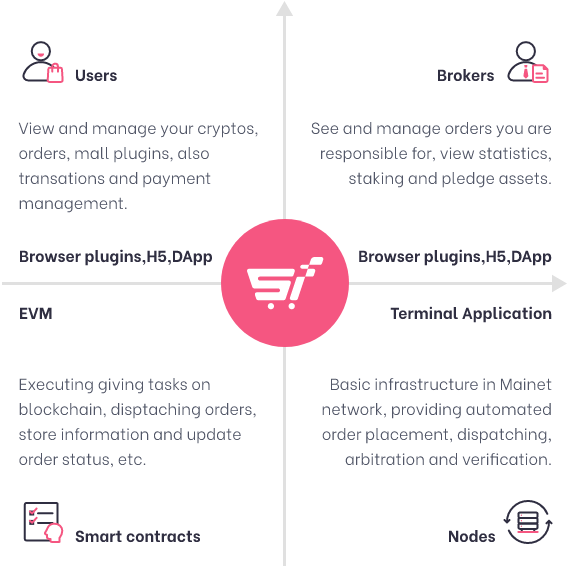 Users
View and manage your cryptos,
orders, mall plugins, also
transations and payment
management.
Browser plugins,H5,DApp
Brokers
See and manage orders you are
responsible for, view statistics,
staking and pledge assets.
Browser plugins,H5,DApp
EVM
Executing giving tasks on
blockchain, disptaching orders,
store information and update
order status, etc.
Smart contracts
Terminal Application
Basic infrastructure in Mainet
network, providing automated
order placement, dispatching,
arbitration and verification.
Nodes